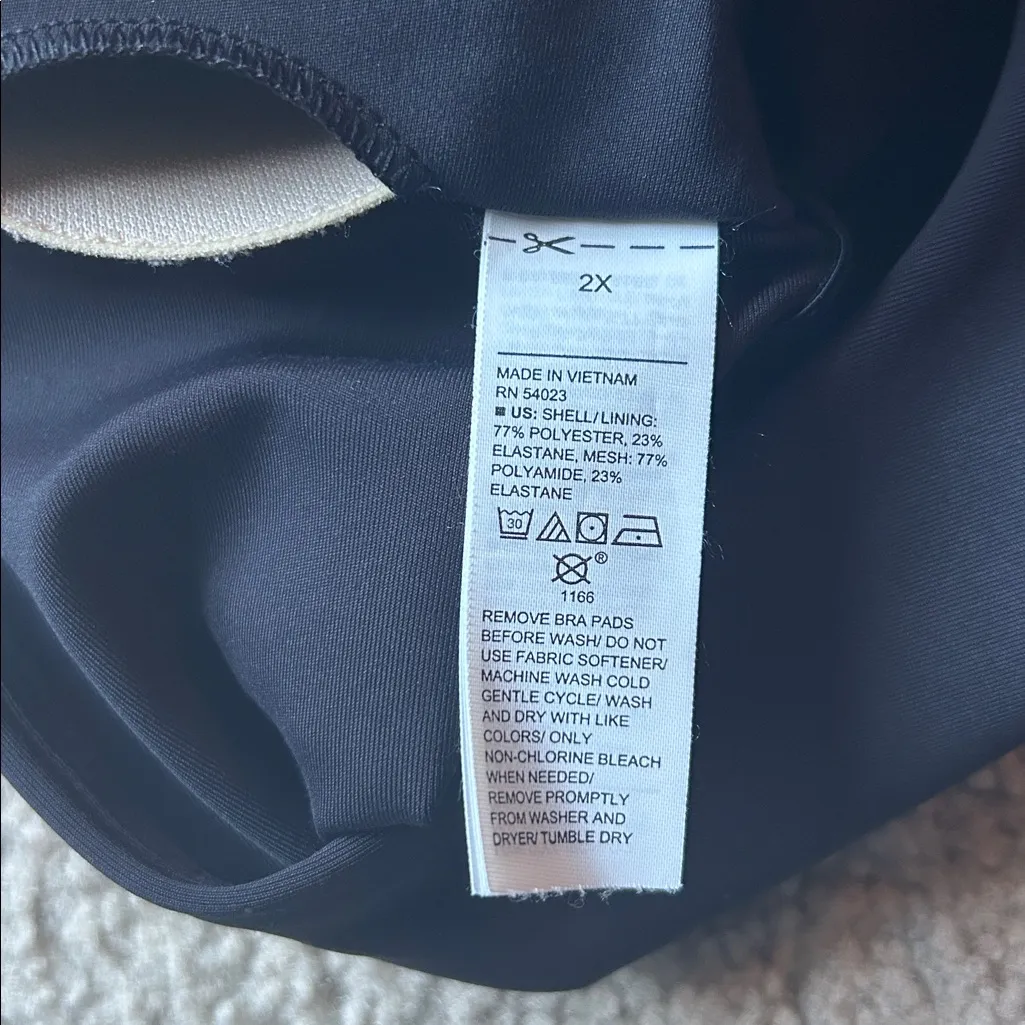 2X
MADE IN VIETNAM
RN 54023
US: SHELL/LINING:
77% POLYESTER, 23%
ELASTANE, MESH: 77%
POLYAMIDE, 23%
ELASTANE
30
®
1166
REMOVE BRA PADS
BEFORE WASH/ DO NOT
USE FABRIC SOFTENER/
MACHINE WASH COLD
GENTLE CYCLE/ WASH
AND DRY WITH LIKE
COLORS/ ONLY
NON-CHLORINE BLEACH
WHEN NEEDED/
REMOVE PROMPTLY
FROM WASHER AND
DRYER/ TUMBLE DRY